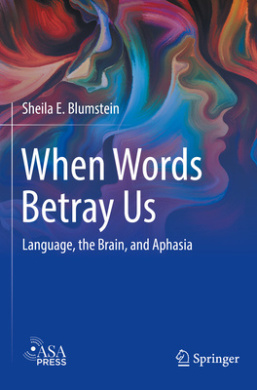 Sheila E. Blumstein
When Words
Betray Us
Language, the Brain, and Aphasia
ASA
PRESS
Springer